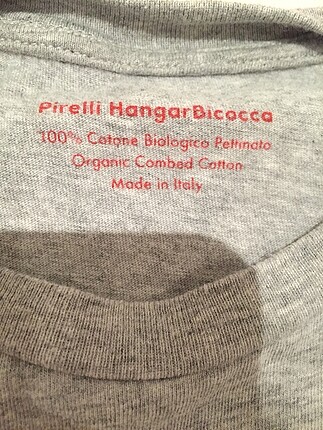 Pirelli HangarBicocca
100% Cotone Biologico Pettinato
Organic Combed Cotton
Made in Italy